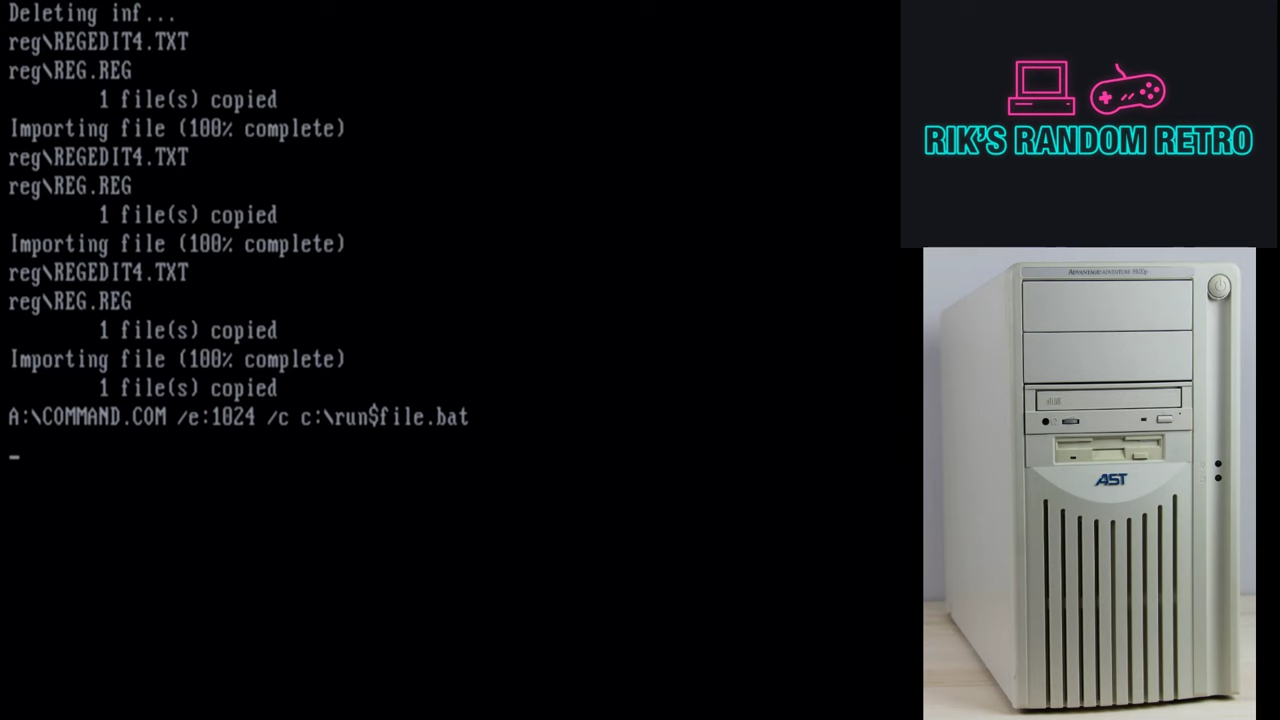 Deleting inf...
reg\REGEDIT4.TXT
reg\REG.REG
1 file(s) copied
Importing file (100% complete)
reg\REGEDIT4.TXT
reg\REG.REG
1 file(s) copied
Importing file (100% complete)
reg\REGEDIT4.TXT
reg\REG.REG
1 file(s) copied
Importing file (100% complete)
1 file(s) copied
A:\COMMAND.COM /e:1024 /c c:\run$file.bat
_
RIK'S RANDOM RETRO
ADVANTAGE! ADVENTURE
AST